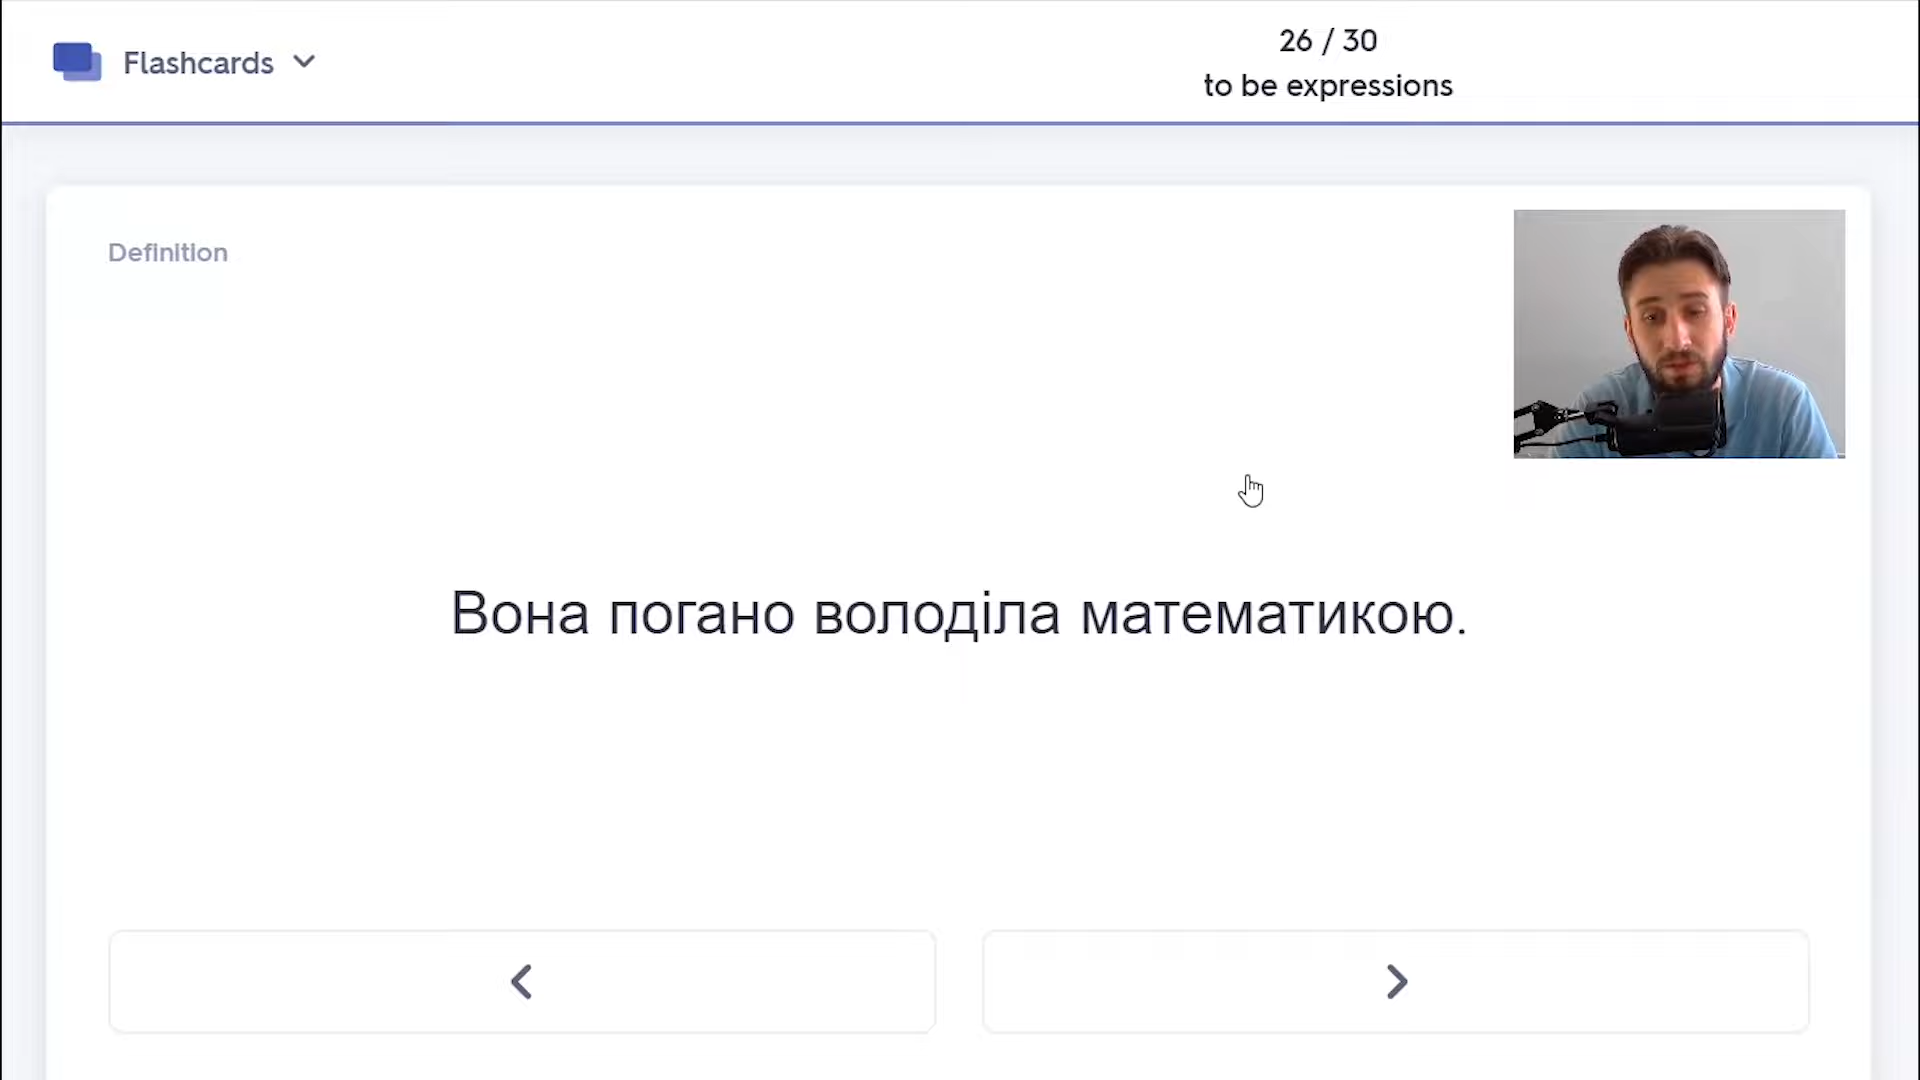 Flashcards
26 / 30
to be expressions
Definition
Вона погано володіла математикою.